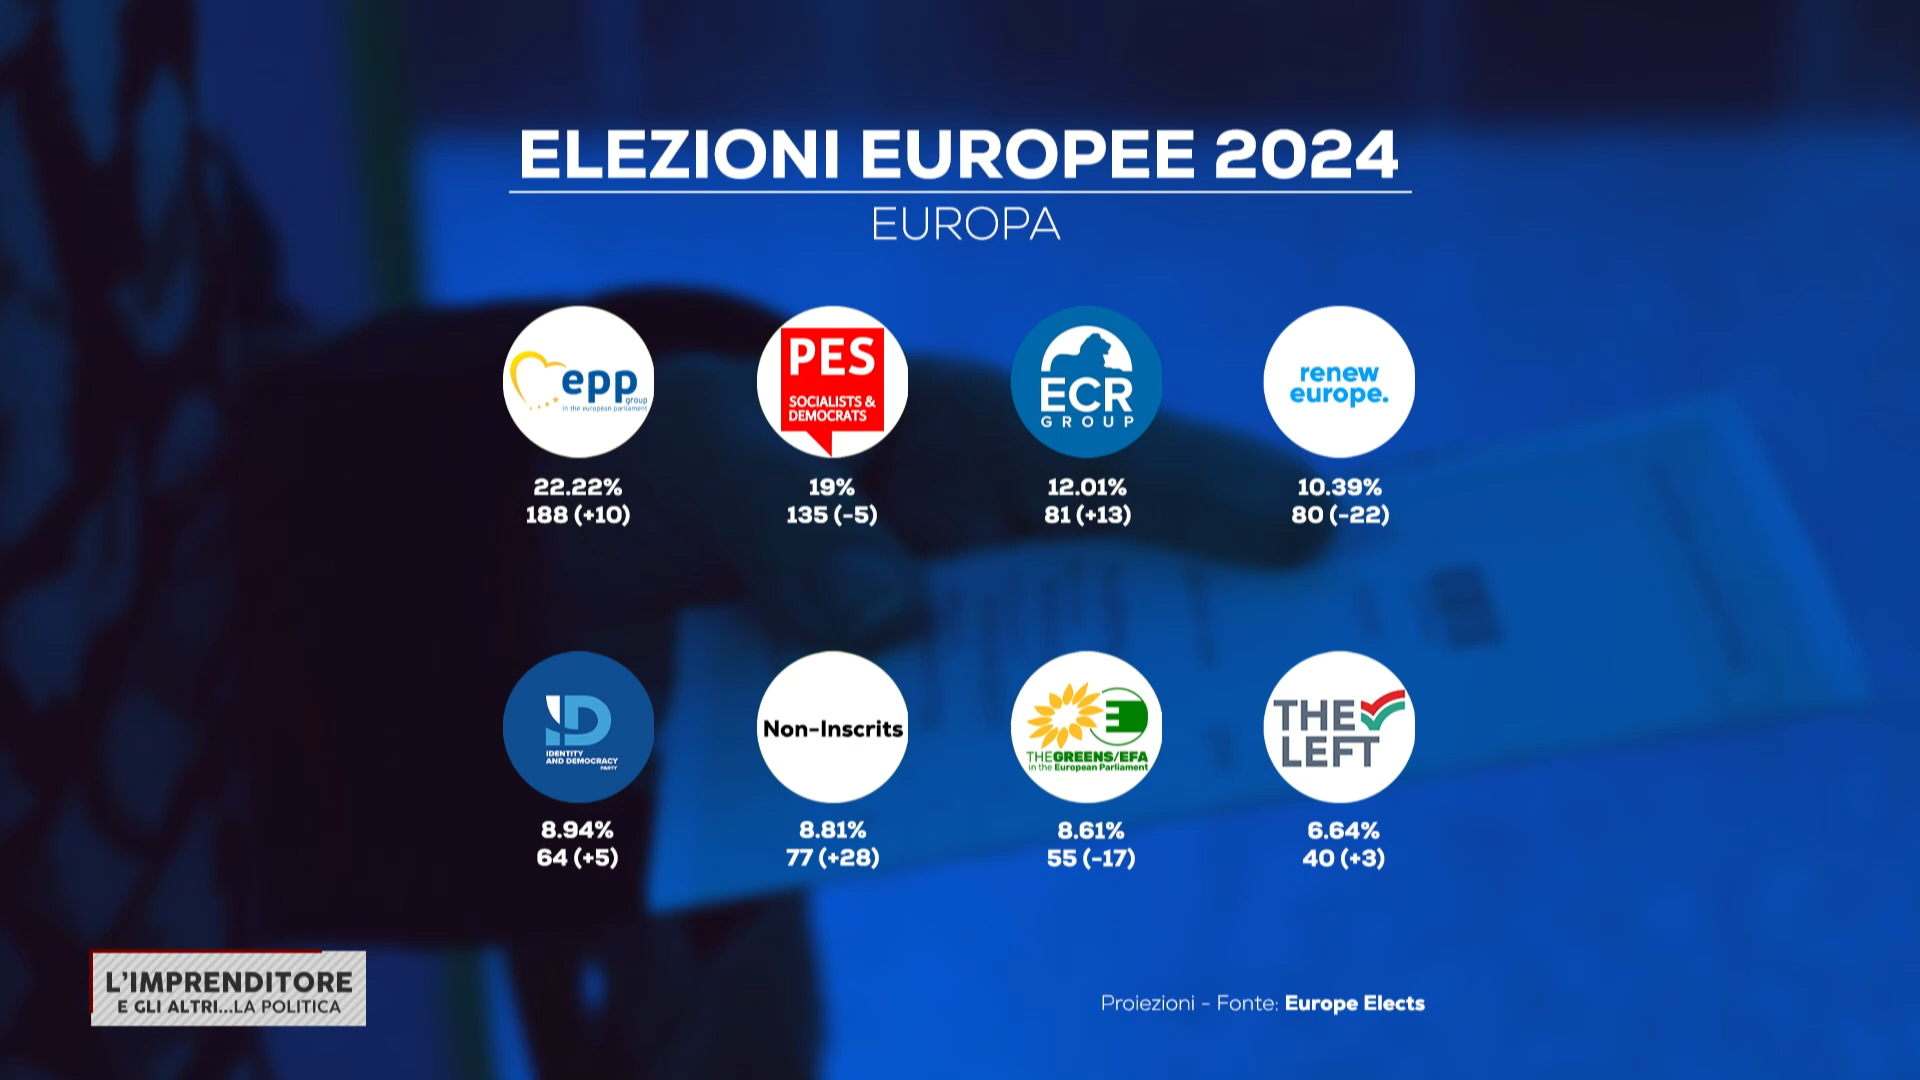 ELEZIONI EUROPEE 2024
EUROPA
epp
group
in the european parliament
22.22%
188 (+10)
PES
SOCIALISTS &
DEMOCRATS
19%
135 (-5)
ECR
GROUP
12.01%
81 (+13)
renew
europe.
10.39%
80 (-22)
ID
IDENTITY
AND DEMOCRACY
PARTY
8.94%
64 (+5)
Non-Inscrits
8.81%
77 (+28)
E
THE GREENS/EFA
in the European Parliament
8.61%
55 (-17)
THE
LEFT
6.64%
40 (+3)
L'IMPRENDITORE
E GLI ALTRI...LA POLITICA
Proiezioni - Fonte: Europe Elects